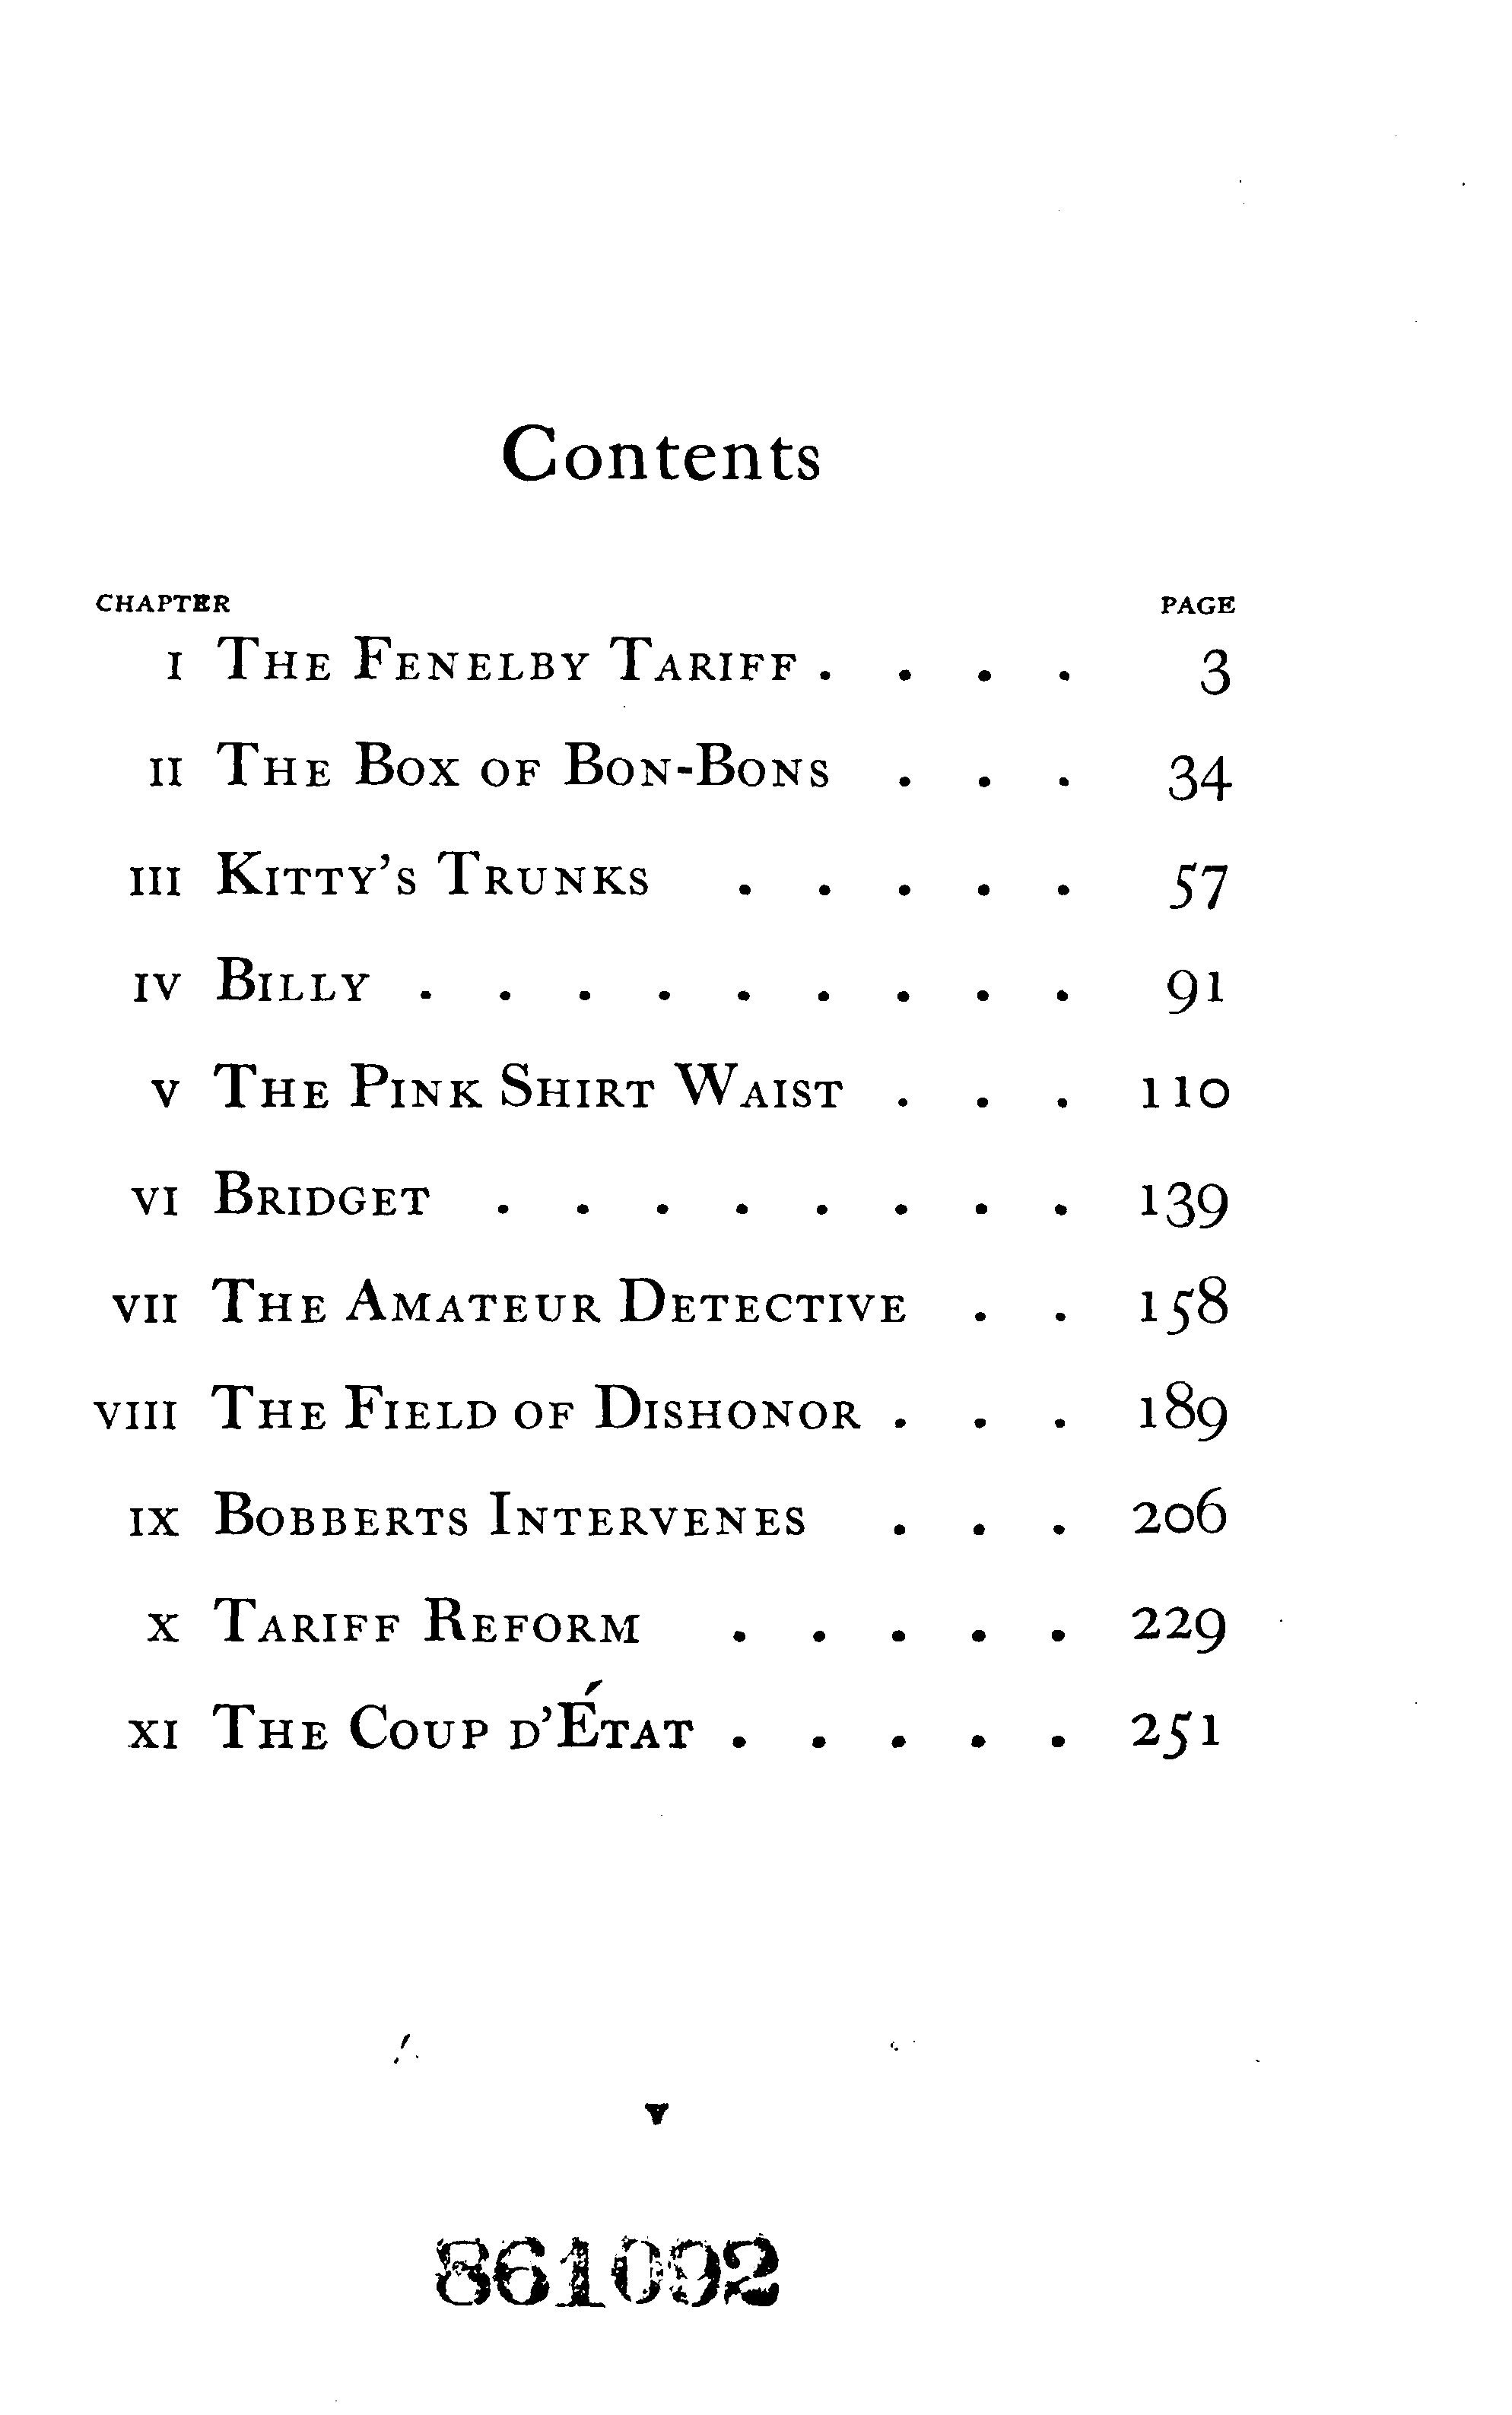 Contents
CHAPTER PAGE
I THE FENELBY TARIFF . . . . 3
II THE BOX OF BON-BONS . . . 34
III KITTY'S TRUNKS . . . . . 57
IV BILLY . . . . . . . . . 91
V THE PINK SHIRT WAIST . . . 110
VI BRIDGET . . . . . . . . 139
VII THE AMATEUR DETECTIVE . . 158
VIII THE FIELD OF DISHONOR . . . 189
IX BOBBERTS INTERVENES . . . 206
X TARIFF REFORM . . . . . 229
XI THE COUP D'ÉTAT . . . . . 251
v
861092